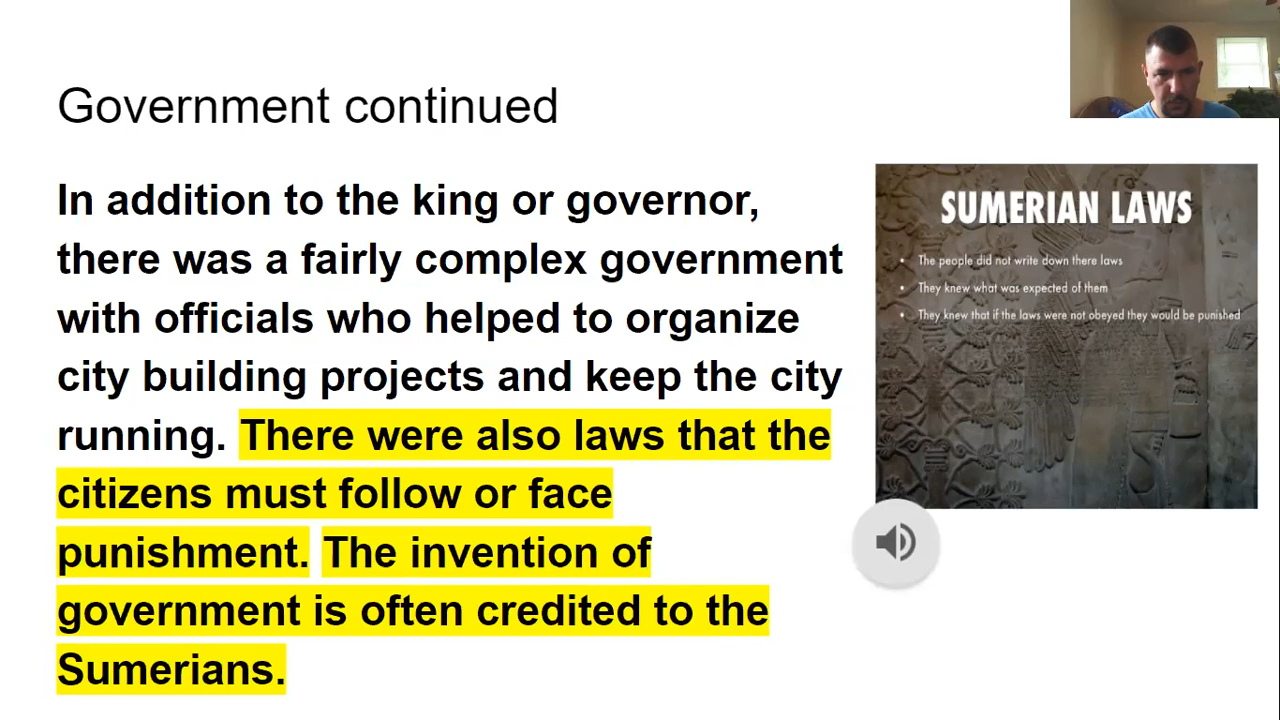 Government continued
In addition to the king or governor,
there was a fairly complex government
with officials who helped to organize
city building projects and keep the city
running. There were also laws that the
citizens must follow or face
punishment. The invention of
government is often credited to the
Sumerians.
SUMERIAN LAWS
• The people did not write down there laws
• They knew what was expected of them
• They knew that if the laws were not obeyed they would be punished